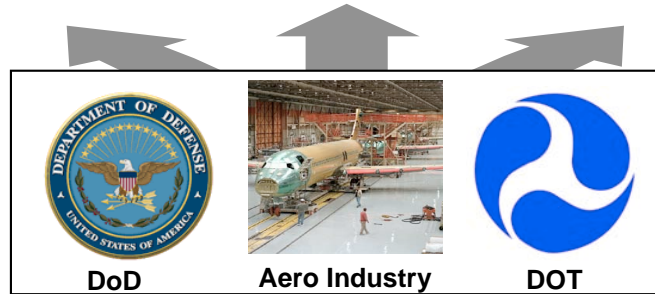 DEPARTMENT OF DEFENSE
UNITED STATES OF AMERICA
DoD
Aero Industry
DOT